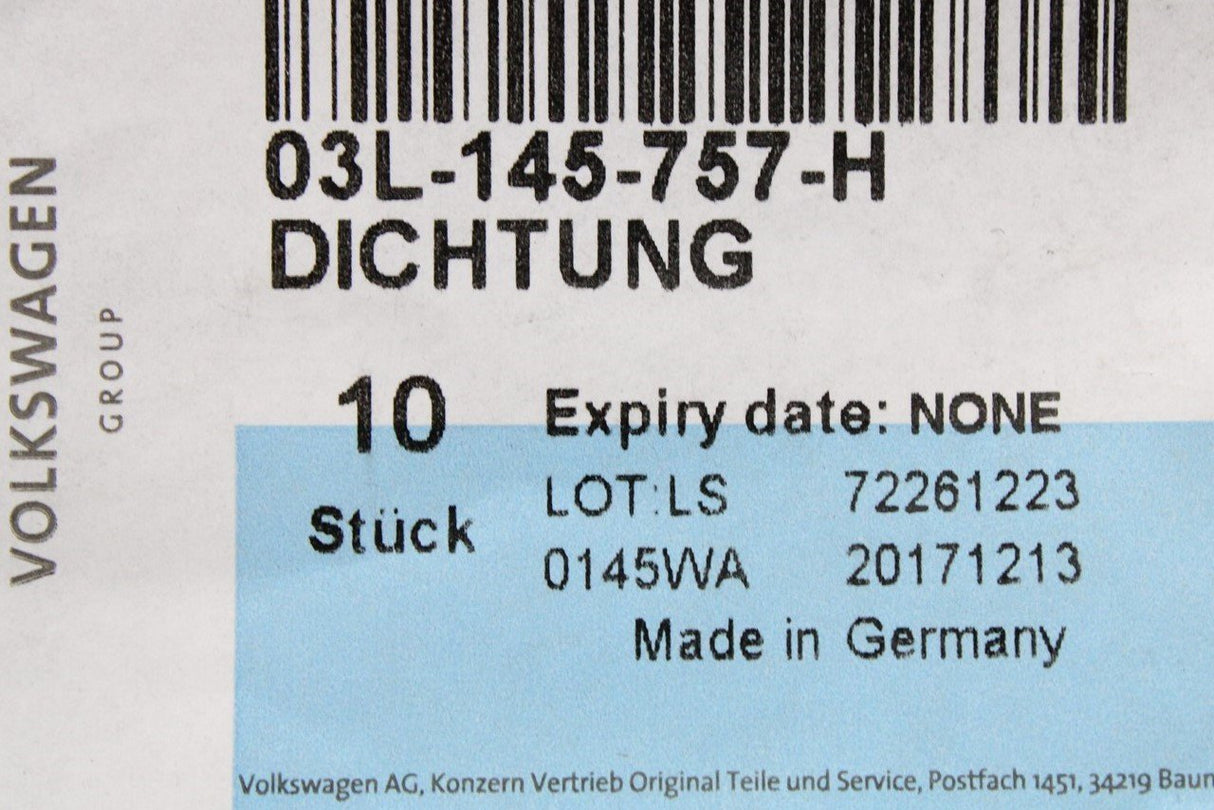 VOLKSWAGEN
GROUP
03L-145-757-H
DICHTUNG
10
Stück
Expiry date: NONE
LOT:LS 72261223
0145WA 20171213
Made in Germany
Volkswagen AG, Konzern Vertrieb Original Teile und Service, Postfach 1451, 34219